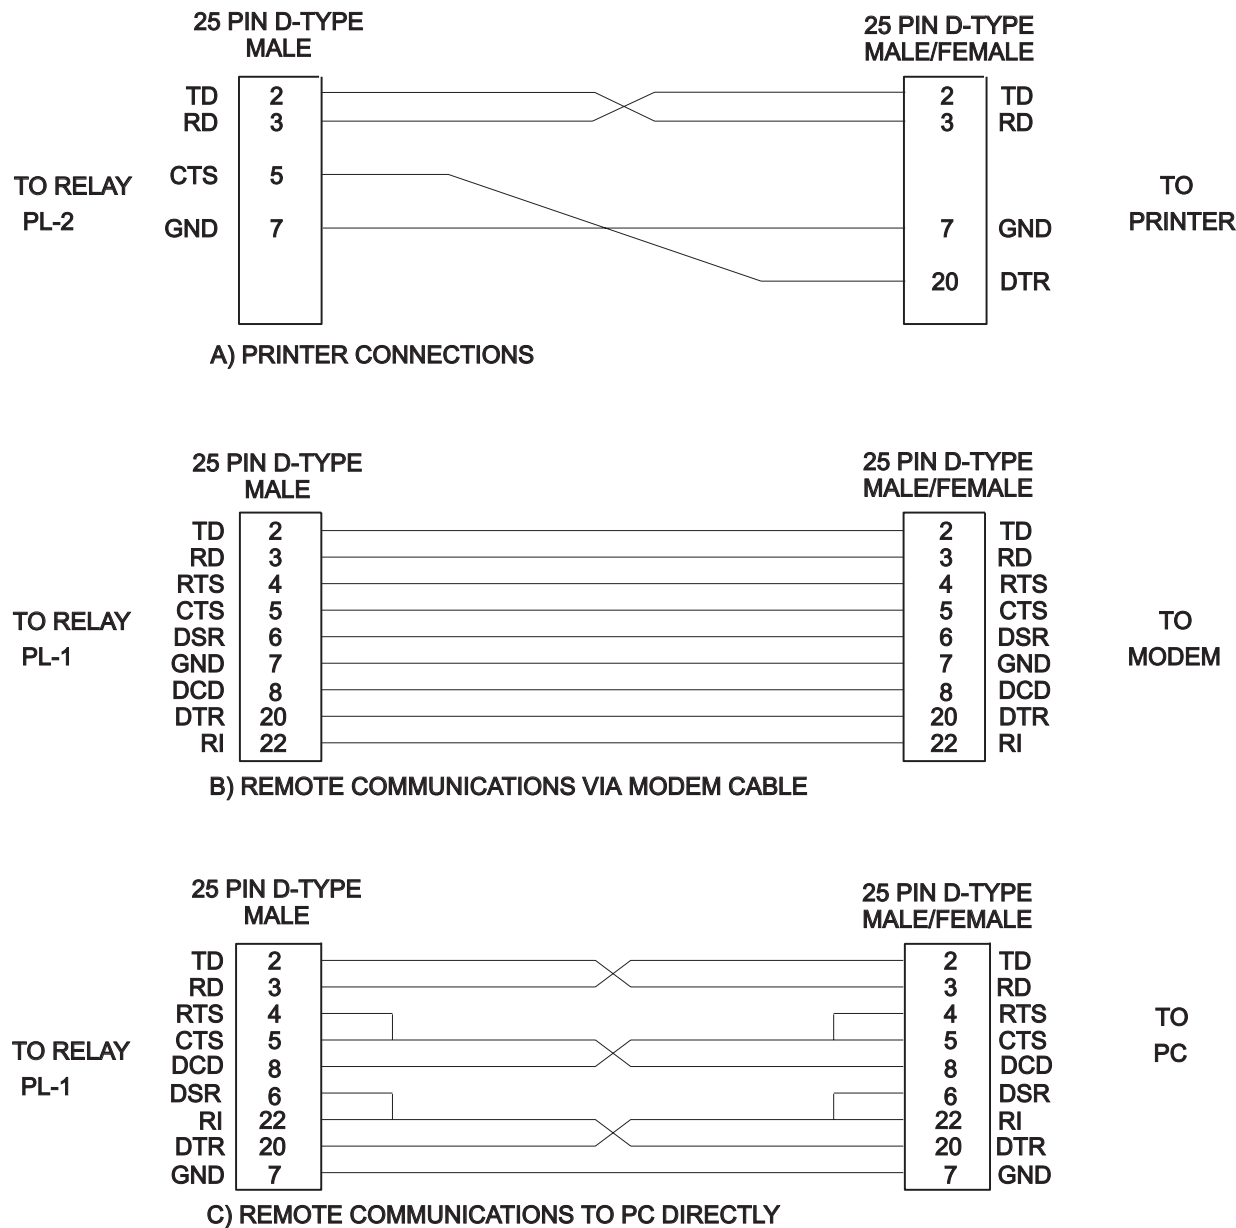 25 PIN D-TYPE
MALE
25 PIN D-TYPE
MALE/FEMALE
TD 2 2 TD
RD 3 3 RD
CTS 5
TO RELAY
PL-2
TO
PRINTER
GND 7 7 GND
20 DTR
A) PRINTER CONNECTIONS
25 PIN D-TYPE
MALE
25 PIN D-TYPE
MALE/FEMALE
TD 2 2 TD
RD 3 3 RD
RTS 4 4 RTS
CTS 5 5 CTS
TO RELAY
PL-1
TO
MODEM
DSR 6 6 DSR
GND 7 7 GND
DCD 8 8 DCD
DTR 20 20 DTR
RI 22 22 RI
B) REMOTE COMMUNICATIONS VIA MODEM CABLE
25 PIN D-TYPE
MALE
25 PIN D-TYPE
MALE/FEMALE
TD 2 2 TD
RD 3 3 RD
RTS 4 4 RTS
CTS 5 5 CTS
TO RELAY
PL-1
TO
PC
DCD 8 8 DCD
DSR 6 6 DSR
RI 22 22 RI
DTR 20 20 DTR
GND 7 7 GND
C) REMOTE COMMUNICATIONS TO PC DIRECTLY